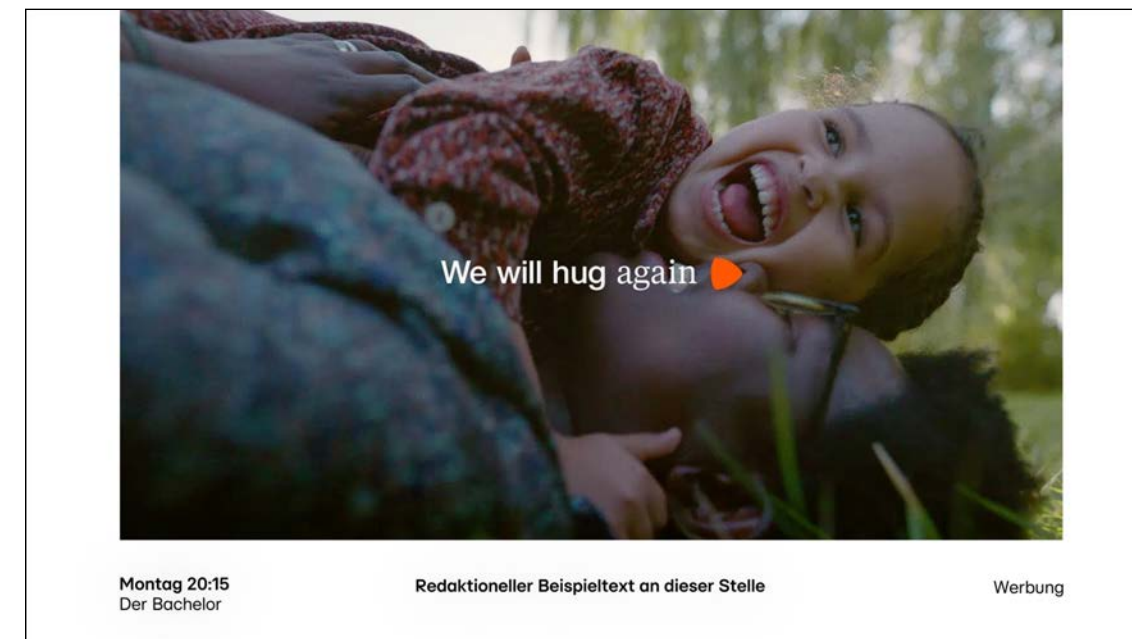 We will hug again
Montag 20:15
Der Bachelor
Redaktioneller Beispieltext an dieser Stelle
Werbung